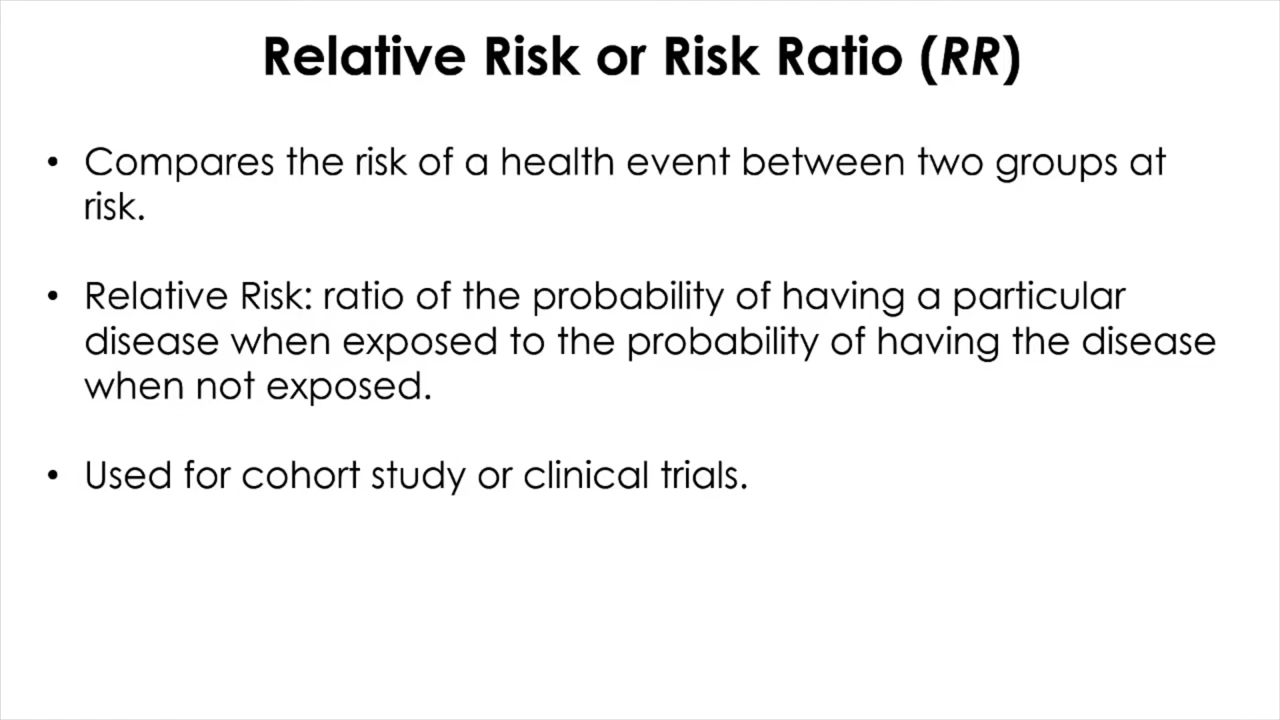 Relative Risk or Risk Ratio (RR)
• Compares the risk of a health event between two groups at
risk.
• Relative Risk: ratio of the probability of having a particular
disease when exposed to the probability of having the disease
when not exposed.
• Used for cohort study or clinical trials.